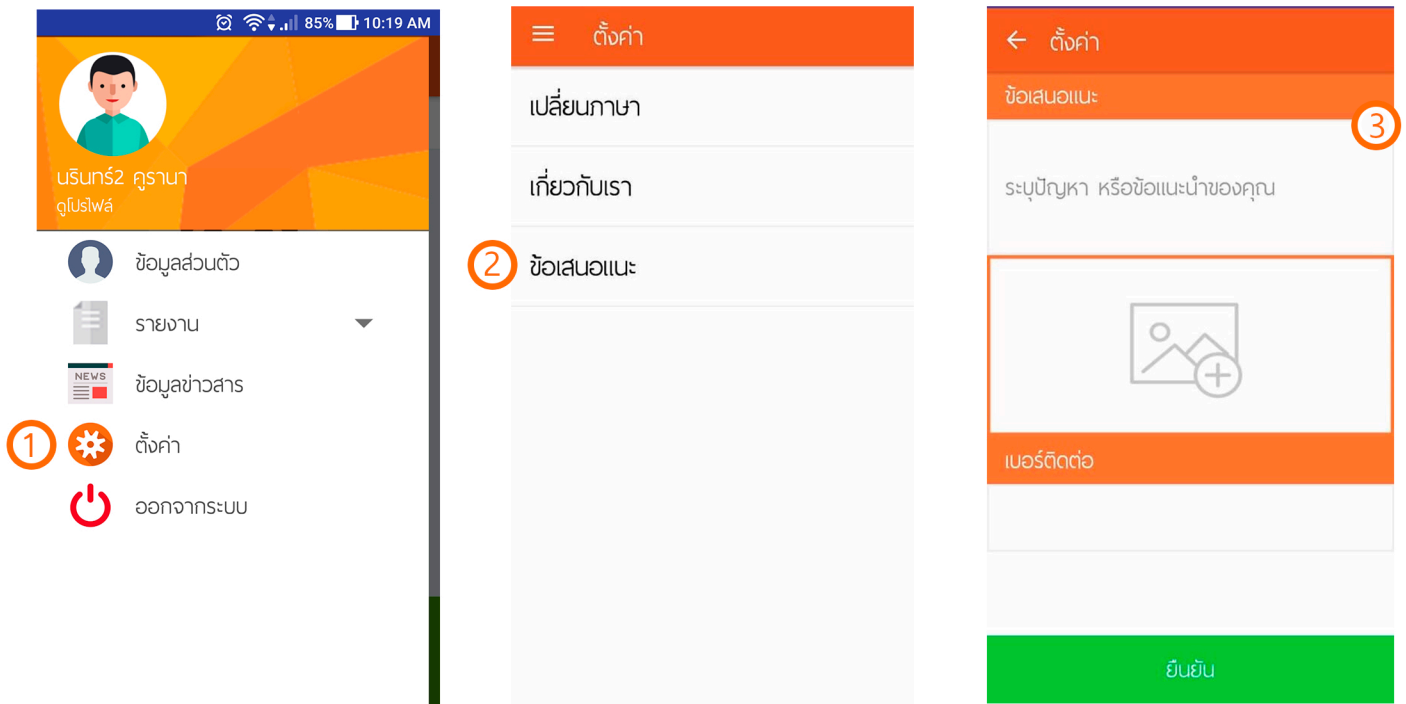 85% 10:19 AM
นรินทร์2 คูรานา
ดูโปรไฟล์
ข้อมูลส่วนตัว
รายงาน
NEWS
ข้อมูลข่าวสาร
1
ตั้งค่า
ออกจากระบบ
ตั้งค่า
เปลี่ยนภาษา
เกี่ยวกับเรา
2
ข้อเสนอแนะ
ตั้งค่า
ข้อเสนอแนะ
3
ระบุปัญหา หรือข้อแนะนำของคุณ
เบอร์ติดต่อ
ยืนยัน